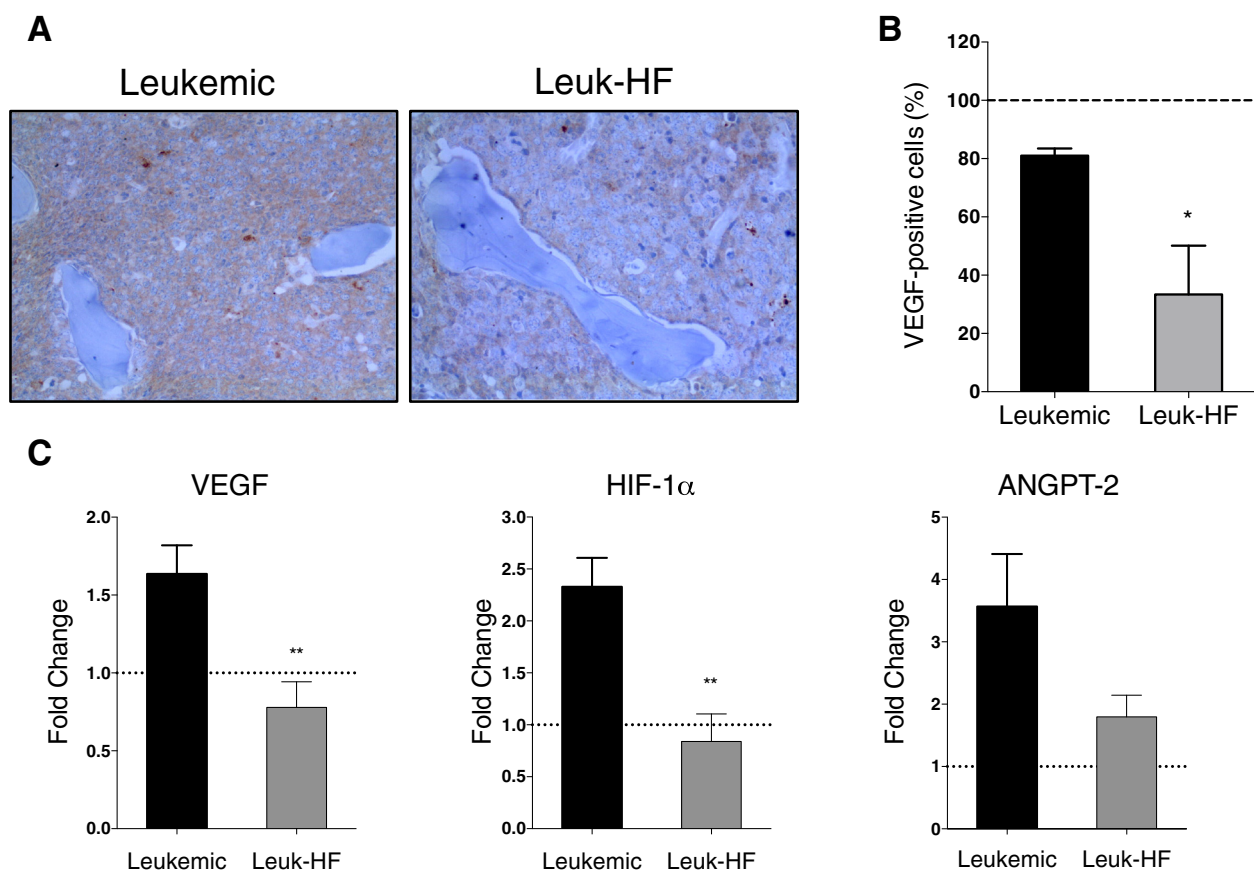 A
Leukemic
Leuk-HF
B
VEGF-positive cells (%)
120
100
80
60
40
20
0
*
Leukemic
Leuk-HF
C
VEGF
Fold Change
2.0
1.5
1.0
0.5
0.0
**
Leukemic
Leuk-HF
HIF-1α
Fold Change
3.0
2.5
2.0
1.5
1.0
0.5
0.0
**
Leukemic
Leuk-HF
ANGPT-2
Fold Change
5
4
3
2
1
0
Leukemic
Leuk-HF